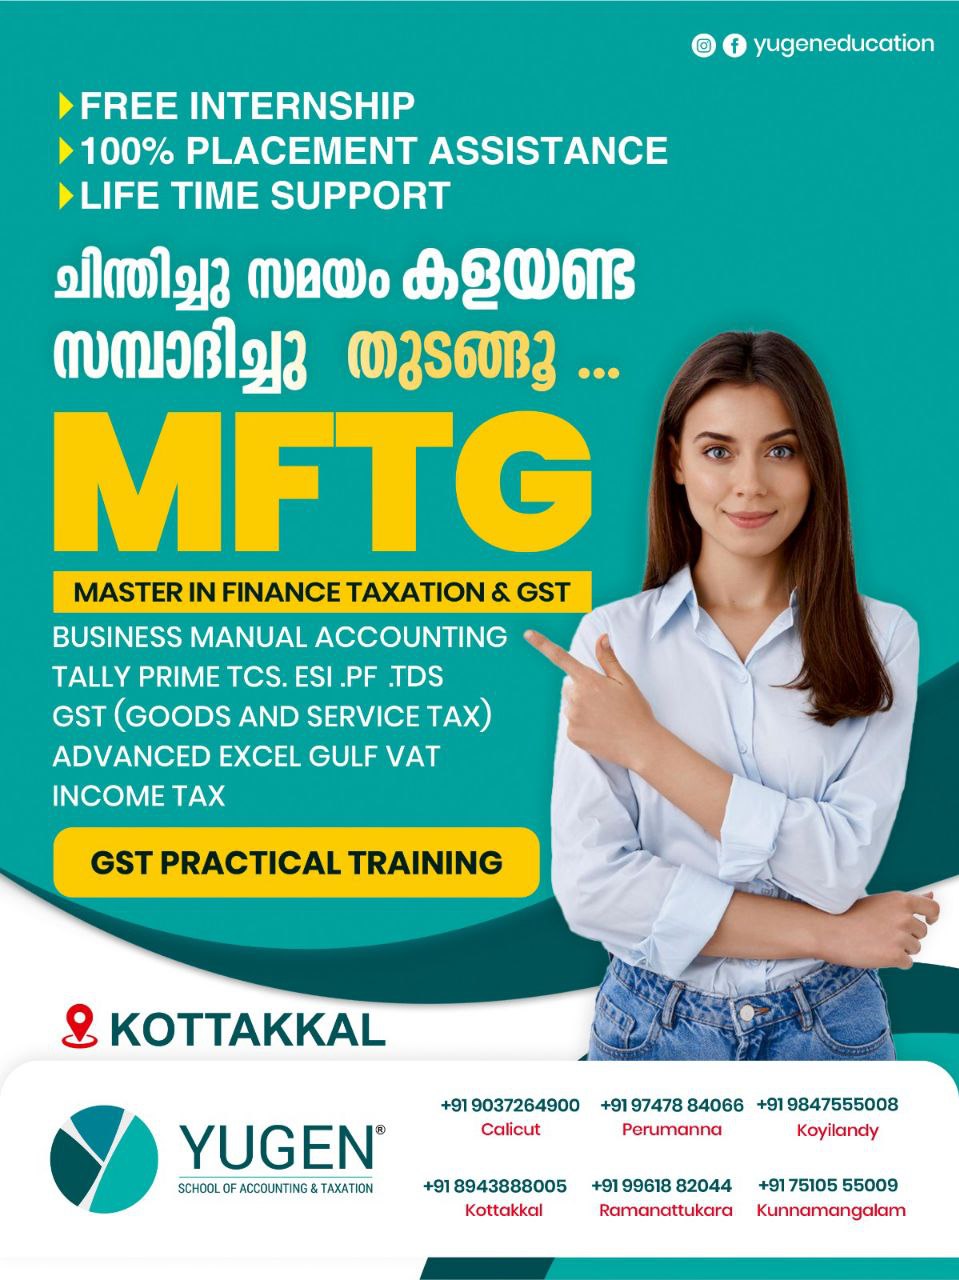 yugeneducation
FREE INTERNSHIP
100% PLACEMENT ASSISTANCE
LIFE TIME SUPPORT
ചിന്തിച്ചു സമയം കളയണ്ട
സമ്പാദിച്ചു തുടങ്ങൂ ...
MFTG
MASTER IN FINANCE TAXATION & GST
BUSINESS MANUAL ACCOUNTING
TALLY PRIME TCS. ESI .PF .TDS
GST (GOODS AND SERVICE TAX)
ADVANCED EXCEL GULF VAT
INCOME TAX
GST PRACTICAL TRAINING
KOTTAKKAL
YUGEN®
SCHOOL OF ACCOUNTING & TAXATION
+91 9037264900 +91 97478 84066 +91 9847555008
Calicut Perumanna Koyilandy
+91 8943888005 +91 99618 82044 +91 75105 55009
Kottakkal Ramanattukara Kunnamangalam